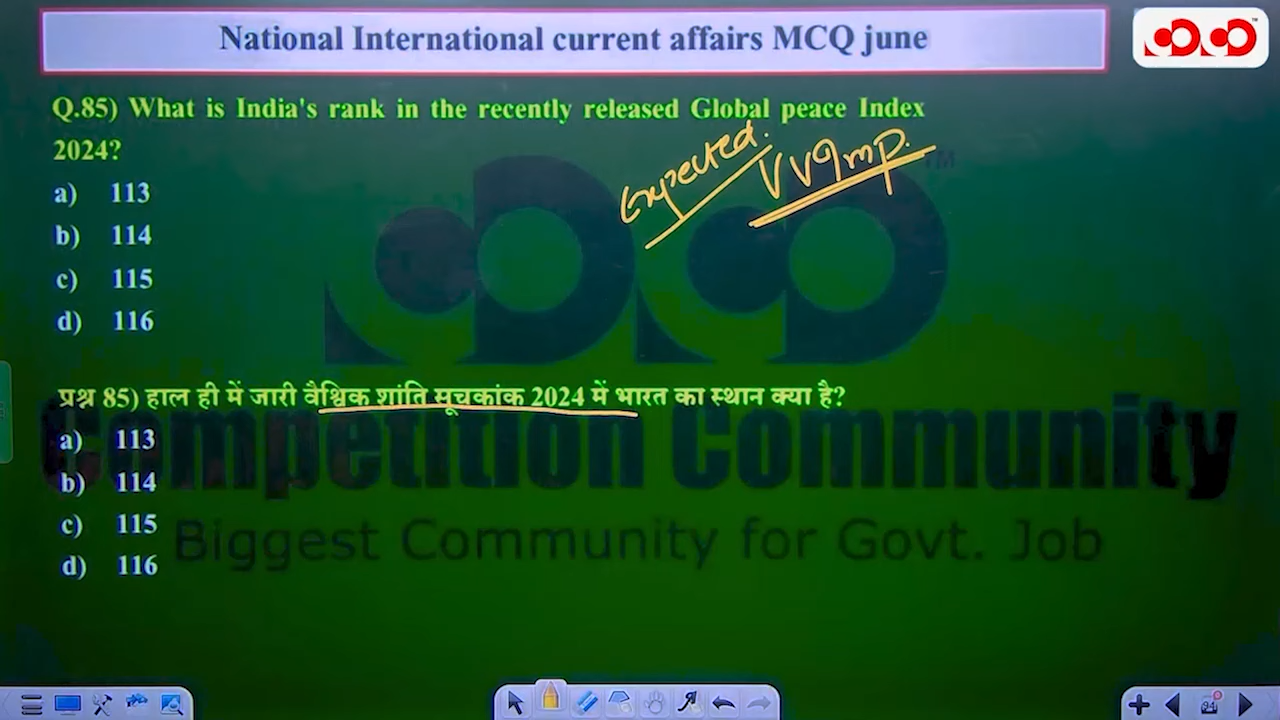 National International current affairs MCQ june
Q.85) What is India's rank in the recently released Global peace Index
2024?
Expected.
VVImp.
a) 113
b) 114
c) 115
d) 116
TM
प्रश्न 85) हाल ही में जारी वैश्विक शांति सूचकांक 2024 में भारत का स्थान क्या है?
a) 113
b) 114
c) 115
d) 116
Competition Community
Biggest Community for Govt. Job
94